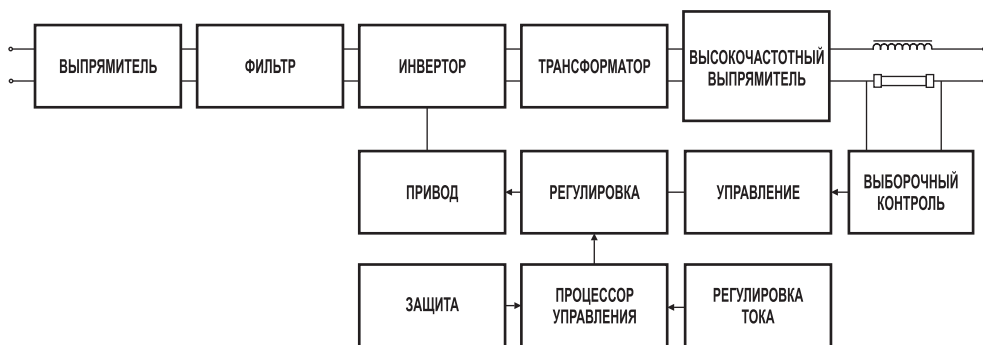 ВЫПРЯМИТЕЛЬ
ФИЛЬТР
ИНВЕРТОР
ТРАНСФОРМАТОР
ВЫСОКОЧАСТОТНЫЙ
ВЫПРЯМИТЕЛЬ
ПРИВОД
РЕГУЛИРОВКА
УПРАВЛЕНИЕ
ВЫБОРОЧНЫЙ
КОНТРОЛЬ
ЗАЩИТА
ПРОЦЕССОР
УПРАВЛЕНИЯ
РЕГУЛИРОВКА
ТОКА